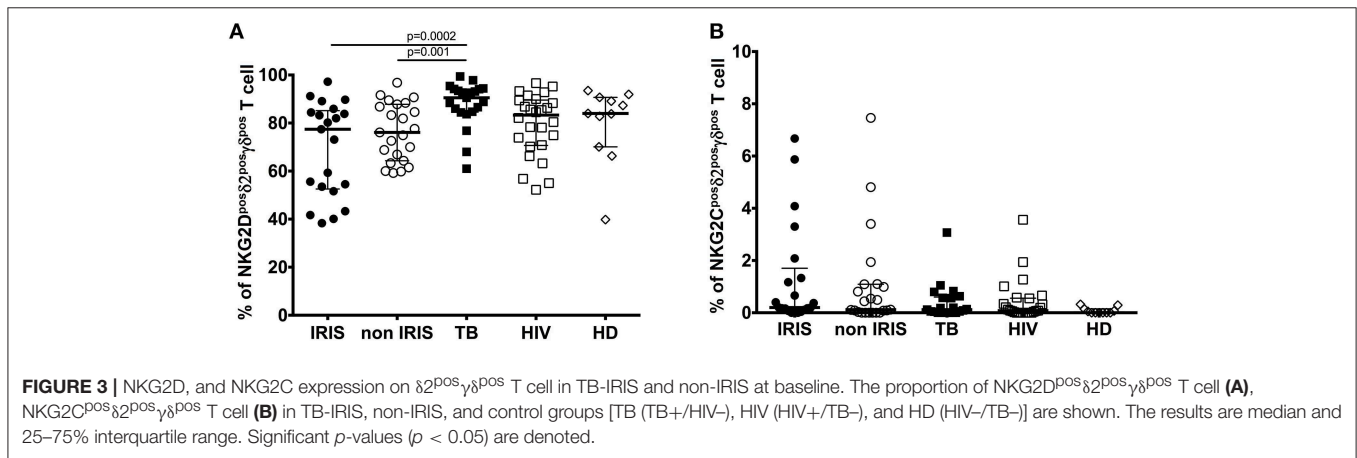 A
p=0.0002
p=0.001
% of NKG2Dᵖᵒˢδ2ᵖᵒˢγδᵖᵒˢ T cell
100
80
60
40
20
0
IRIS non IRIS TB HIV HD
B
% of NKG2Cᵖᵒˢδ2ᵖᵒˢγδᵖᵒˢ T cell
10
8
6
4
2
0
IRIS non IRIS TB HIV HD
FIGURE 3 | NKG2D, and NKG2C expression on δ2ᵖᵒˢγδᵖᵒˢ T cell in TB-IRIS and non-IRIS at baseline. The proportion of NKG2Dᵖᵒˢδ2ᵖᵒˢγδᵖᵒˢ T cell (A),
NKG2Cᵖᵒˢδ2ᵖᵒˢγδᵖᵒˢ T cell (B) in TB-IRIS, non-IRIS, and control groups [TB (TB+/HIV–), HIV (HIV+/TB–), and HD (HIV–/TB–)] are shown. The results are median and
25–75% interquartile range. Significant p-values (p < 0.05) are denoted.